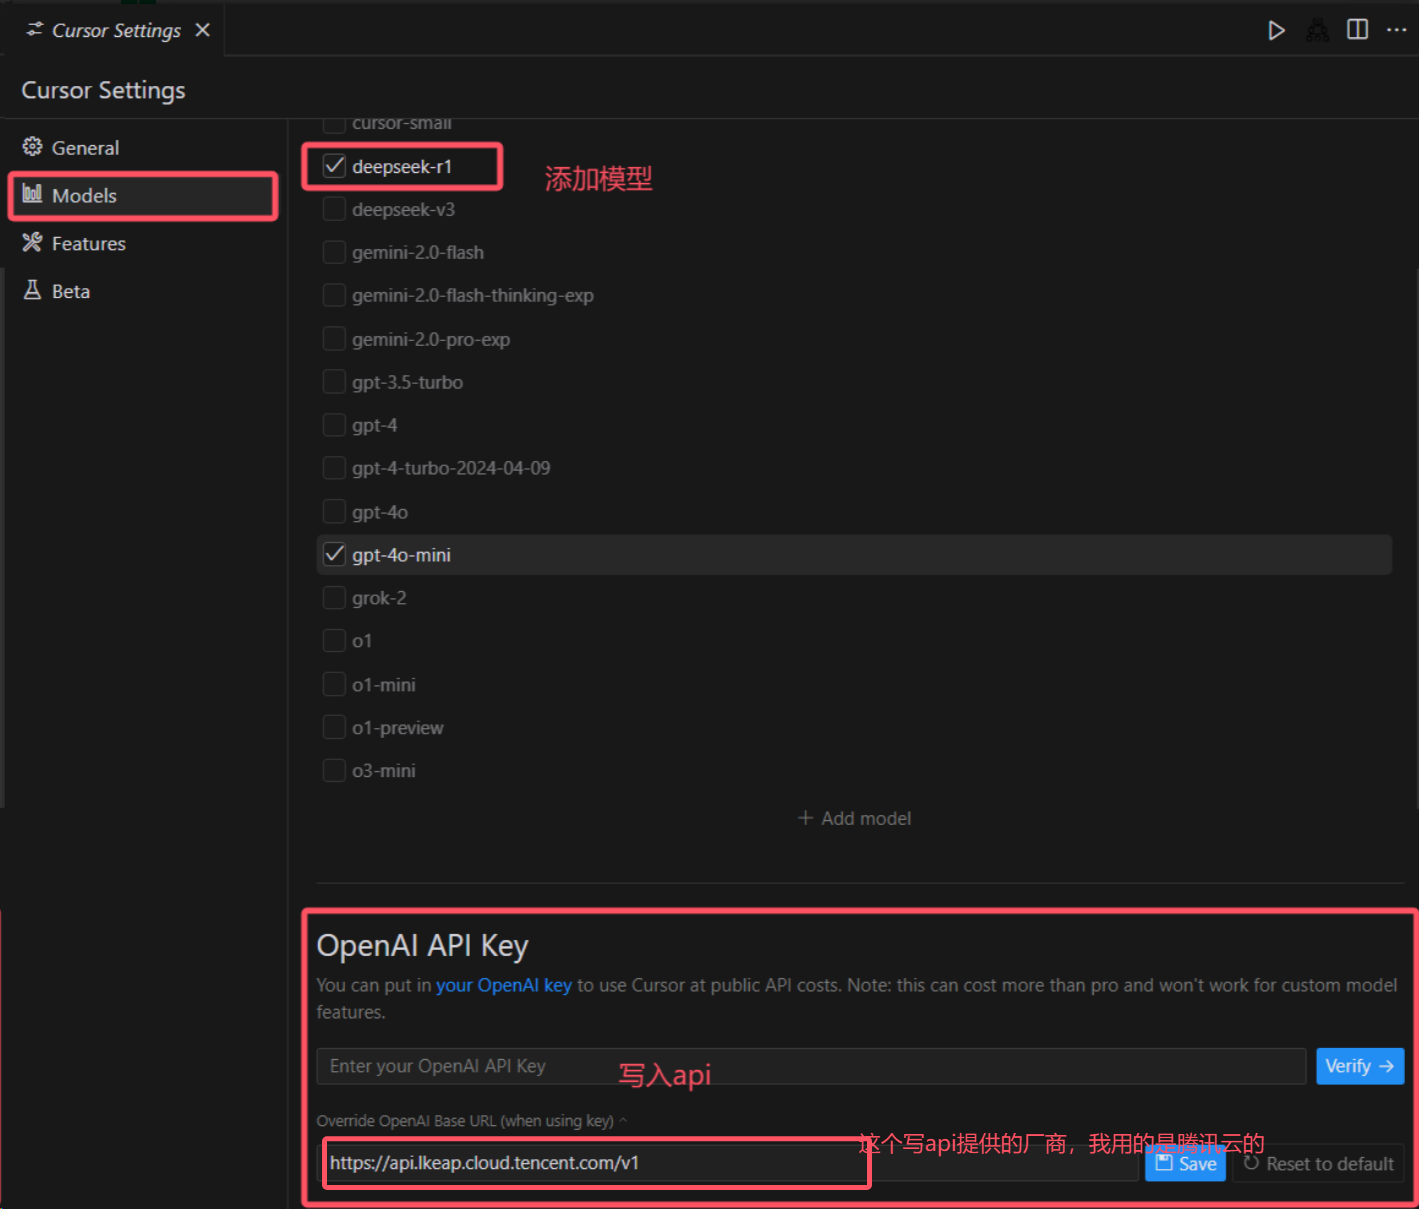 Cursor Settings
Cursor Settings
General
Models
Features
Beta
cursor-small
deepseek-r1
添加模型
deepseek-v3
gemini-2.0-flash
gemini-2.0-flash-thinking-exp
gemini-2.0-pro-exp
gpt-3.5-turbo
gpt-4
gpt-4-turbo-2024-04-09
gpt-4o
gpt-4o-mini
grok-2
o1
o1-mini
o1-preview
o3-mini
+ Add model
OpenAI API Key
You can put in your OpenAI key to use Cursor at public API costs. Note: this can cost more than pro and won't work for custom model
features.
Enter your OpenAI API Key
写入api
Verify →
Override OpenAI Base URL (when using key) ^
这个写api提供的厂商，我用的是腾讯云的
https://api.lkeap.cloud.tencent.com/v1
Save
Reset to default